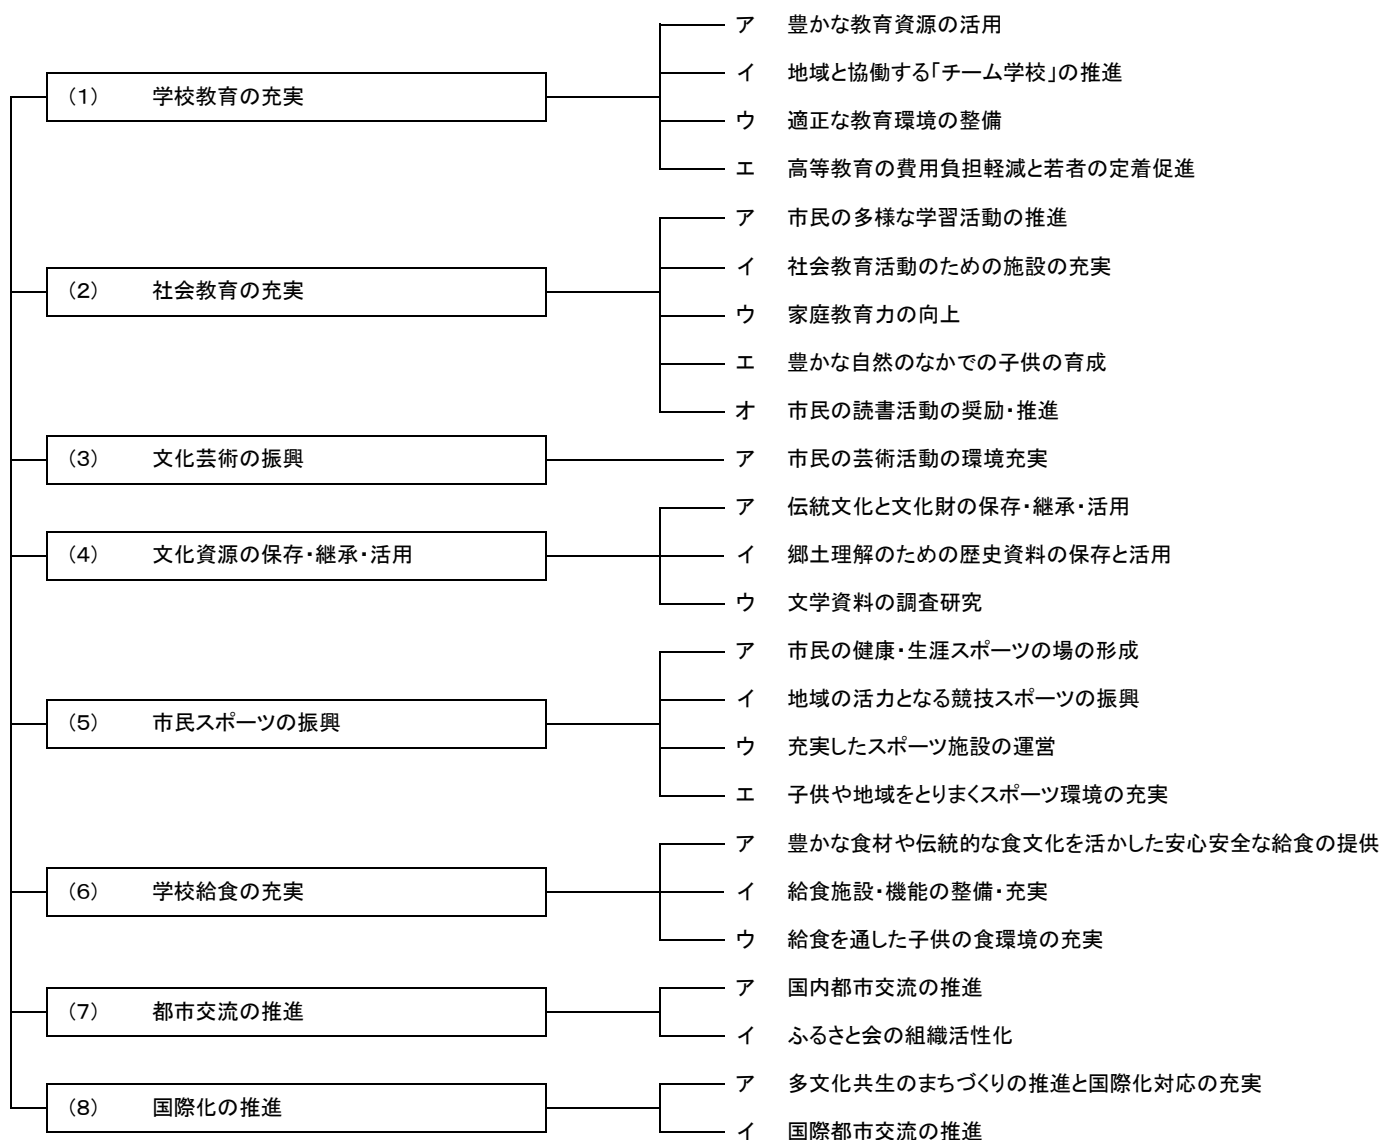 ア 豊かな教育資源の活用
イ 地域と協働する「チーム学校」の推進
(1) 学校教育の充実
ウ 適正な教育環境の整備
エ 高等教育の費用負担軽減と若者の定着促進
ア 市民の多様な学習活動の推進
イ 社会教育活動のための施設の充実
(2) 社会教育の充実
ウ 家庭教育力の向上
エ 豊かな自然のなかでの子供の育成
オ 市民の読書活動の奨励・推進
(3) 文化芸術の振興
ア 市民の芸術活動の環境充実
ア 伝統文化と文化財の保存・継承・活用
(4) 文化資源の保存・継承・活用
イ 郷土理解のための歴史資料の保存と活用
ウ 文学資料の調査研究
ア 市民の健康・生涯スポーツの場の形成
イ 地域の活力となる競技スポーツの振興
(5) 市民スポーツの振興
ウ 充実したスポーツ施設の運営
エ 子供や地域をとりまくスポーツ環境の充実
ア 豊かな食材や伝統的な食文化を活かした安心安全な給食の提供
(6) 学校給食の充実
イ 給食施設・機能の整備・充実
ウ 給食を通した子供の食環境の充実
ア 国内都市交流の推進
(7) 都市交流の推進
イ ふるさと会の組織活性化
ア 多文化共生のまちづくりの推進と国際化対応の充実
(8) 国際化の推進
イ 国際都市交流の推進